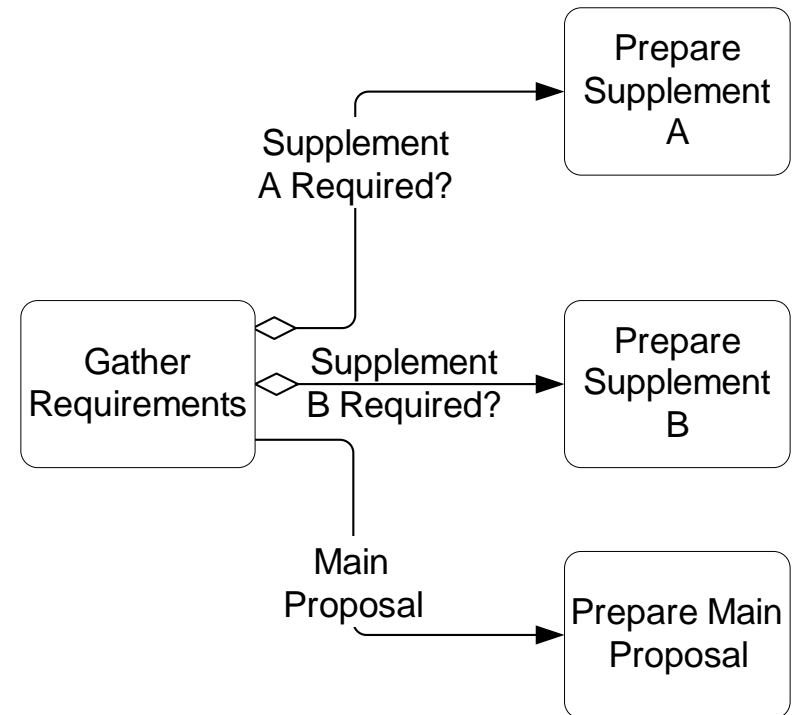 Prepare
Supplement
A
Supplement
A Required?
Gather
Requirements
Supplement
B Required?
Prepare
Supplement
B
Main
Proposal
Prepare Main
Proposal